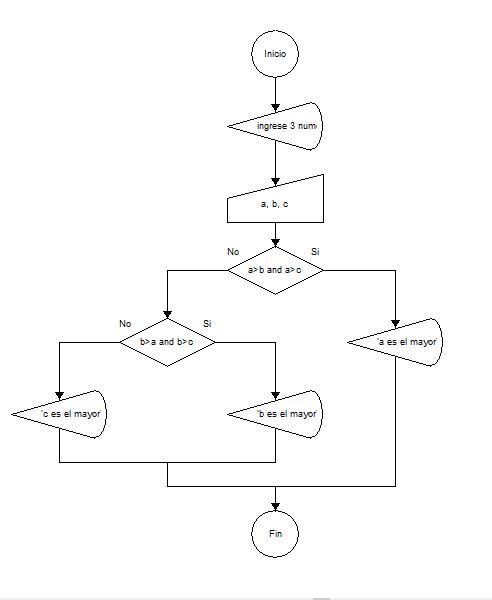 Inicio
ingrese 3 num
a, b, c
No
Si
a>b and a>c
No
Si
b>a and b>c
'a es el mayor'
'c es el mayor'
'b es el mayor'
Fin